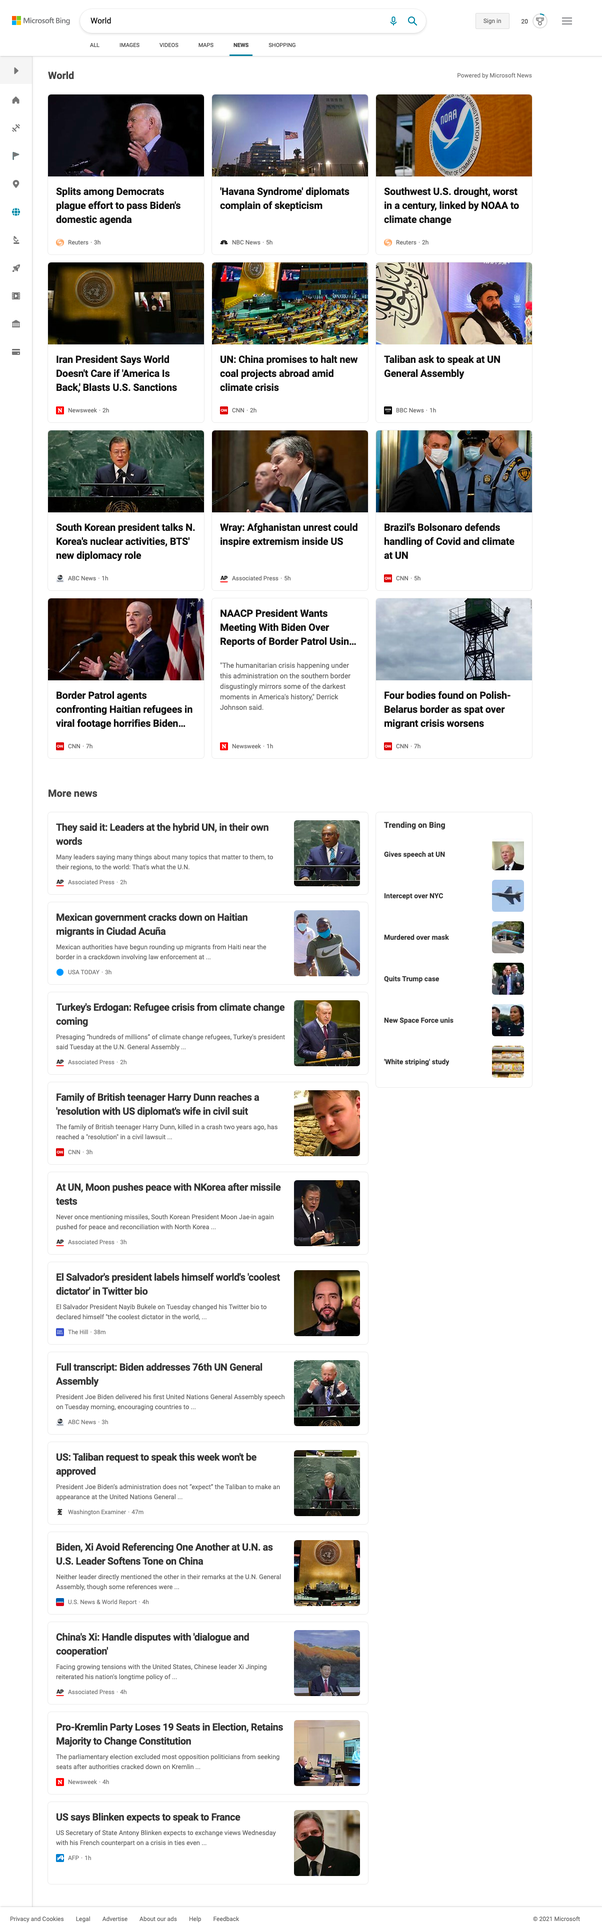 Microsoft Bing
World
Sign in
20
ALL
IMAGES
VIDEOS
MAPS
NEWS
SHOPPING
World
Powered by Microsoft News
Splits among Democrats
plague effort to pass Biden's
domestic agenda
Reuters · 3h
'Havana Syndrome' diplomats
complain of skepticism
NBC News · 5h
NOAA
Southwest U.S. drought, worst
in a century, linked by NOAA to
climate change
Reuters · 2h
Iran President Says World
Doesn't Care if 'America Is
Back,' Blasts U.S. Sanctions
Newsweek · 2h
UN: China promises to halt new
coal projects abroad amid
climate crisis
CNN · 2h
Taliban ask to speak at UN
General Assembly
BBC News · 1h
South Korean president talks N.
Korea's nuclear activities, BTS'
new diplomacy role
ABC News · 1h
Wray: Afghanistan unrest could
inspire extremism inside US
AP Associated Press · 5h
Brazil's Bolsonaro defends
handling of Covid and climate
at UN
CNN · 5h
Border Patrol agents
confronting Haitian refugees in
viral footage horrifies Biden...
CNN · 7h
NAACP President Wants
Meeting With Biden Over
Reports of Border Patrol Usin...
"The humanitarian crisis happening under
this administration on the southern border
disgustingly mirrors some of the darkest
moments in America's history," Derrick
Johnson said.
Newsweek · 1h
Four bodies found on Polish-
Belarus border as spat over
migrant crisis worsens
CNN · 7h
More news
They said it: Leaders at the hybrid UN, in their own
words
Many leaders saying many things about many topics that matter to them, to
their regions, to the world: That's what the U.N.
AP Associated Press · 2h
Mexican government cracks down on Haitian
migrants in Ciudad Acuña
Mexican authorities have begun rounding up migrants from Haiti near the
border in a crackdown involving law enforcement at ...
USA TODAY · 3h
Turkey's Erdogan: Refugee crisis from climate change
coming
Presaging "hundreds of millions" of climate change refugees, Turkey's president
said Tuesday at the U.N. General Assembly ...
AP Associated Press · 2h
Family of British teenager Harry Dunn reaches a
'resolution with US diplomat's wife in civil suit
The family of British teenager Harry Dunn, killed in a crash two years ago, has
reached a "resolution" in a civil lawsuit ...
CNN · 3h
At UN, Moon pushes peace with NKorea after missile
tests
Never once mentioning missiles, South Korean President Moon Jae-in again
pushed for peace and reconciliation with North Korea ...
AP Associated Press · 3h
El Salvador's president labels himself world's 'coolest
dictator' in Twitter bio
El Salvador President Nayib Bukele on Tuesday changed his Twitter bio to
declared himself "the coolest dictator in the world, ...
The Hill · 38m
Full transcript: Biden addresses 76th UN General
Assembly
President Joe Biden delivered his first United Nations General Assembly speech
on Tuesday morning, encouraging countries to ...
ABC News · 3h
US: Taliban request to speak this week won't be
approved
President Joe Biden's administration does not "expect" the Taliban to make an
appearance at the United Nations General ...
Washington Examiner · 47m
Biden, Xi Avoid Referencing One Another at U.N. as
U.S. Leader Softens Tone on China
Neither leader directly mentioned the other in their remarks at the U.N. General
Assembly, though some references were ...
U.S. News & World Report · 4h
China's Xi: Handle disputes with 'dialogue and
cooperation'
Facing growing tensions with the United States, Chinese leader Xi Jinping
reiterated his nation's longtime policy of ...
AP Associated Press · 4h
Pro-Kremlin Party Loses 19 Seats in Election, Retains
Majority to Change Constitution
The parliamentary election excluded most opposition politicians from seeking
seats after authorities cracked down on Kremlin ...
Newsweek · 4h
US says Blinken expects to speak to France
US Secretary of State Antony Blinken expects to exchange views Wednesday
with his French counterpart on a crisis in ties even ...
AFP · 1h
Trending on Bing
Gives speech at UN
Intercept over NYC
Murdered over mask
Quits Trump case
New Space Force unis
'White striping' study
Privacy and Cookies
Legal
Advertise
About our ads
Help
Feedback
© 2021 Microsoft